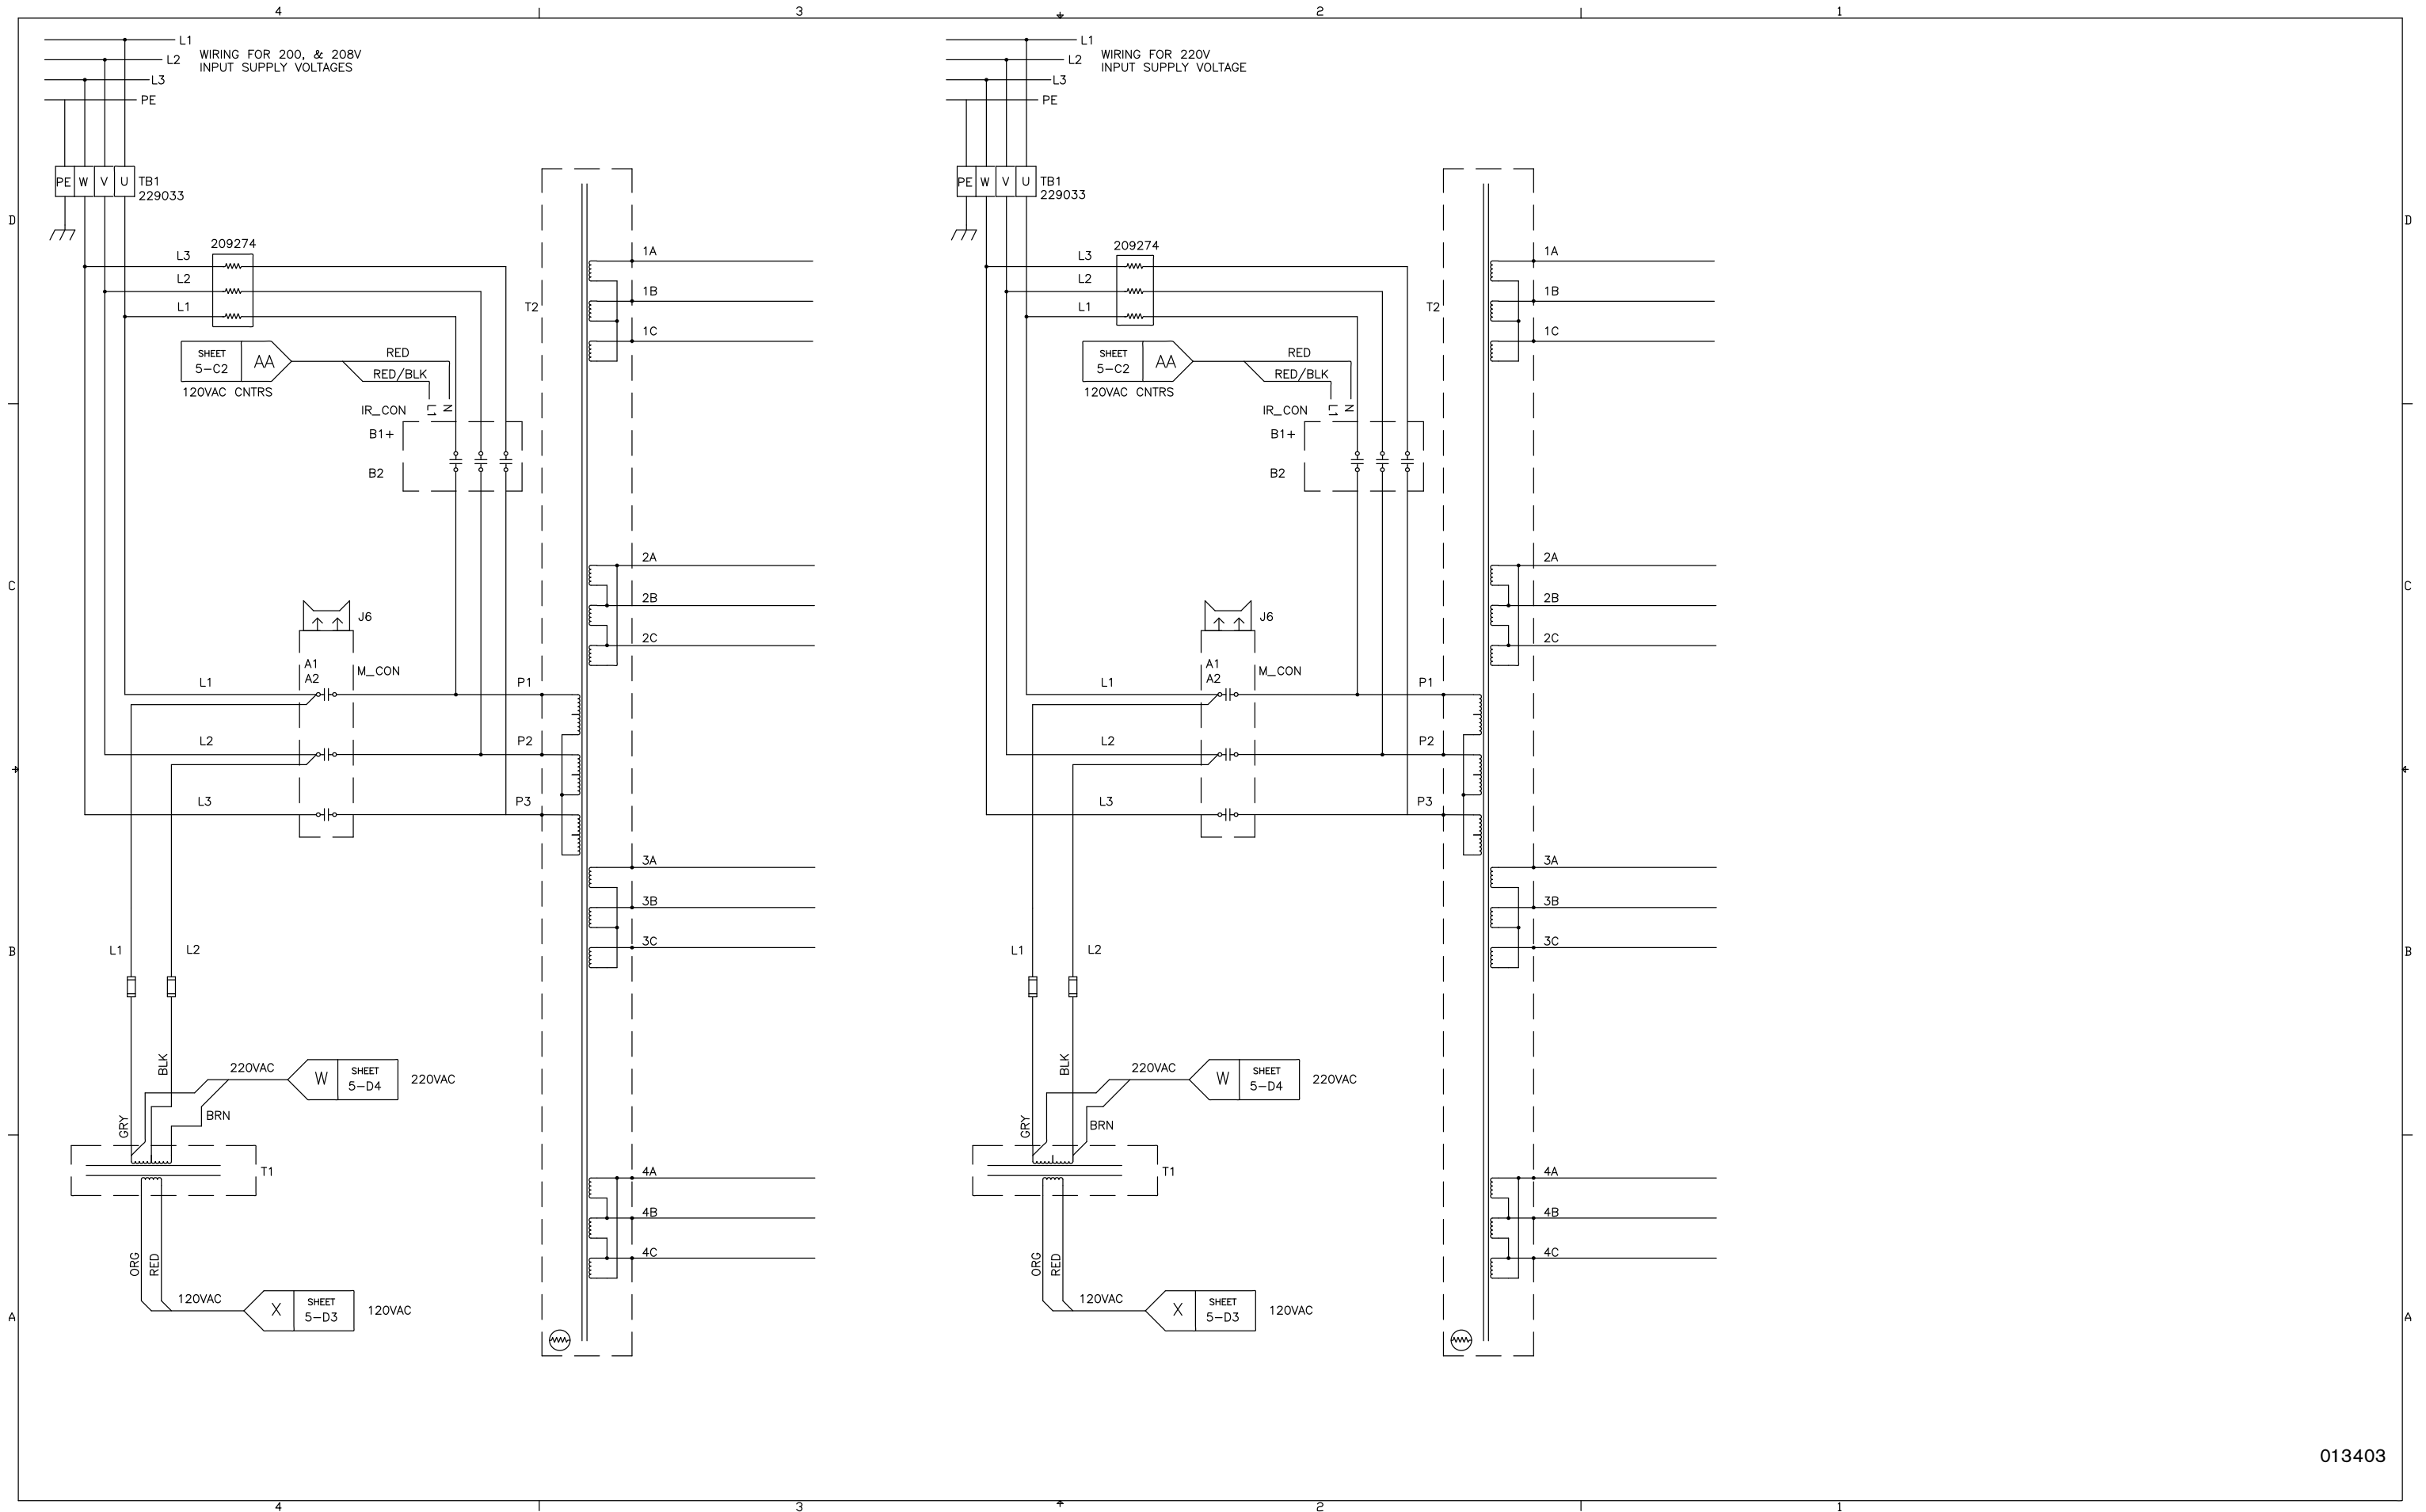 4
3
2
1
L1
L2
L3
PE
WIRING FOR 200, & 208V
INPUT SUPPLY VOLTAGES
PE W V U
TB1
229033
D
209274
L3
L2
L1
T2
1A
1B
1C
SHEET
5-C2
AA
RED
RED/BLK
120VAC CNTRS
L1
N
IR_CON
B1+
B2
2A
2B
2C
C
J6
A1
A2
M_CON
L1
P1
L2
P2
L3
P3
3A
3B
3C
B
L1
L2
BLK
220VAC
W
SHEET
5-D4
220VAC
GRY
BRN
T1
4A
4B
4C
ORG
RED
120VAC
X
SHEET
5-D3
120VAC
A
L1
L2
L3
PE
WIRING FOR 220V
INPUT SUPPLY VOLTAGE
PE W V U
TB1
229033
D
209274
L3
L2
L1
T2
1A
1B
1C
SHEET
5-C2
AA
RED
RED/BLK
120VAC CNTRS
L1
N
IR_CON
B1+
B2
2A
2B
2C
C
J6
A1
A2
M_CON
L1
P1
L2
P2
L3
P3
3A
3B
3C
B
L1
L2
BLK
220VAC
W
SHEET
5-D4
220VAC
GRY
BRN
T1
4A
4B
4C
ORG
RED
120VAC
X
SHEET
5-D3
120VAC
A
013403
4
3
2
1